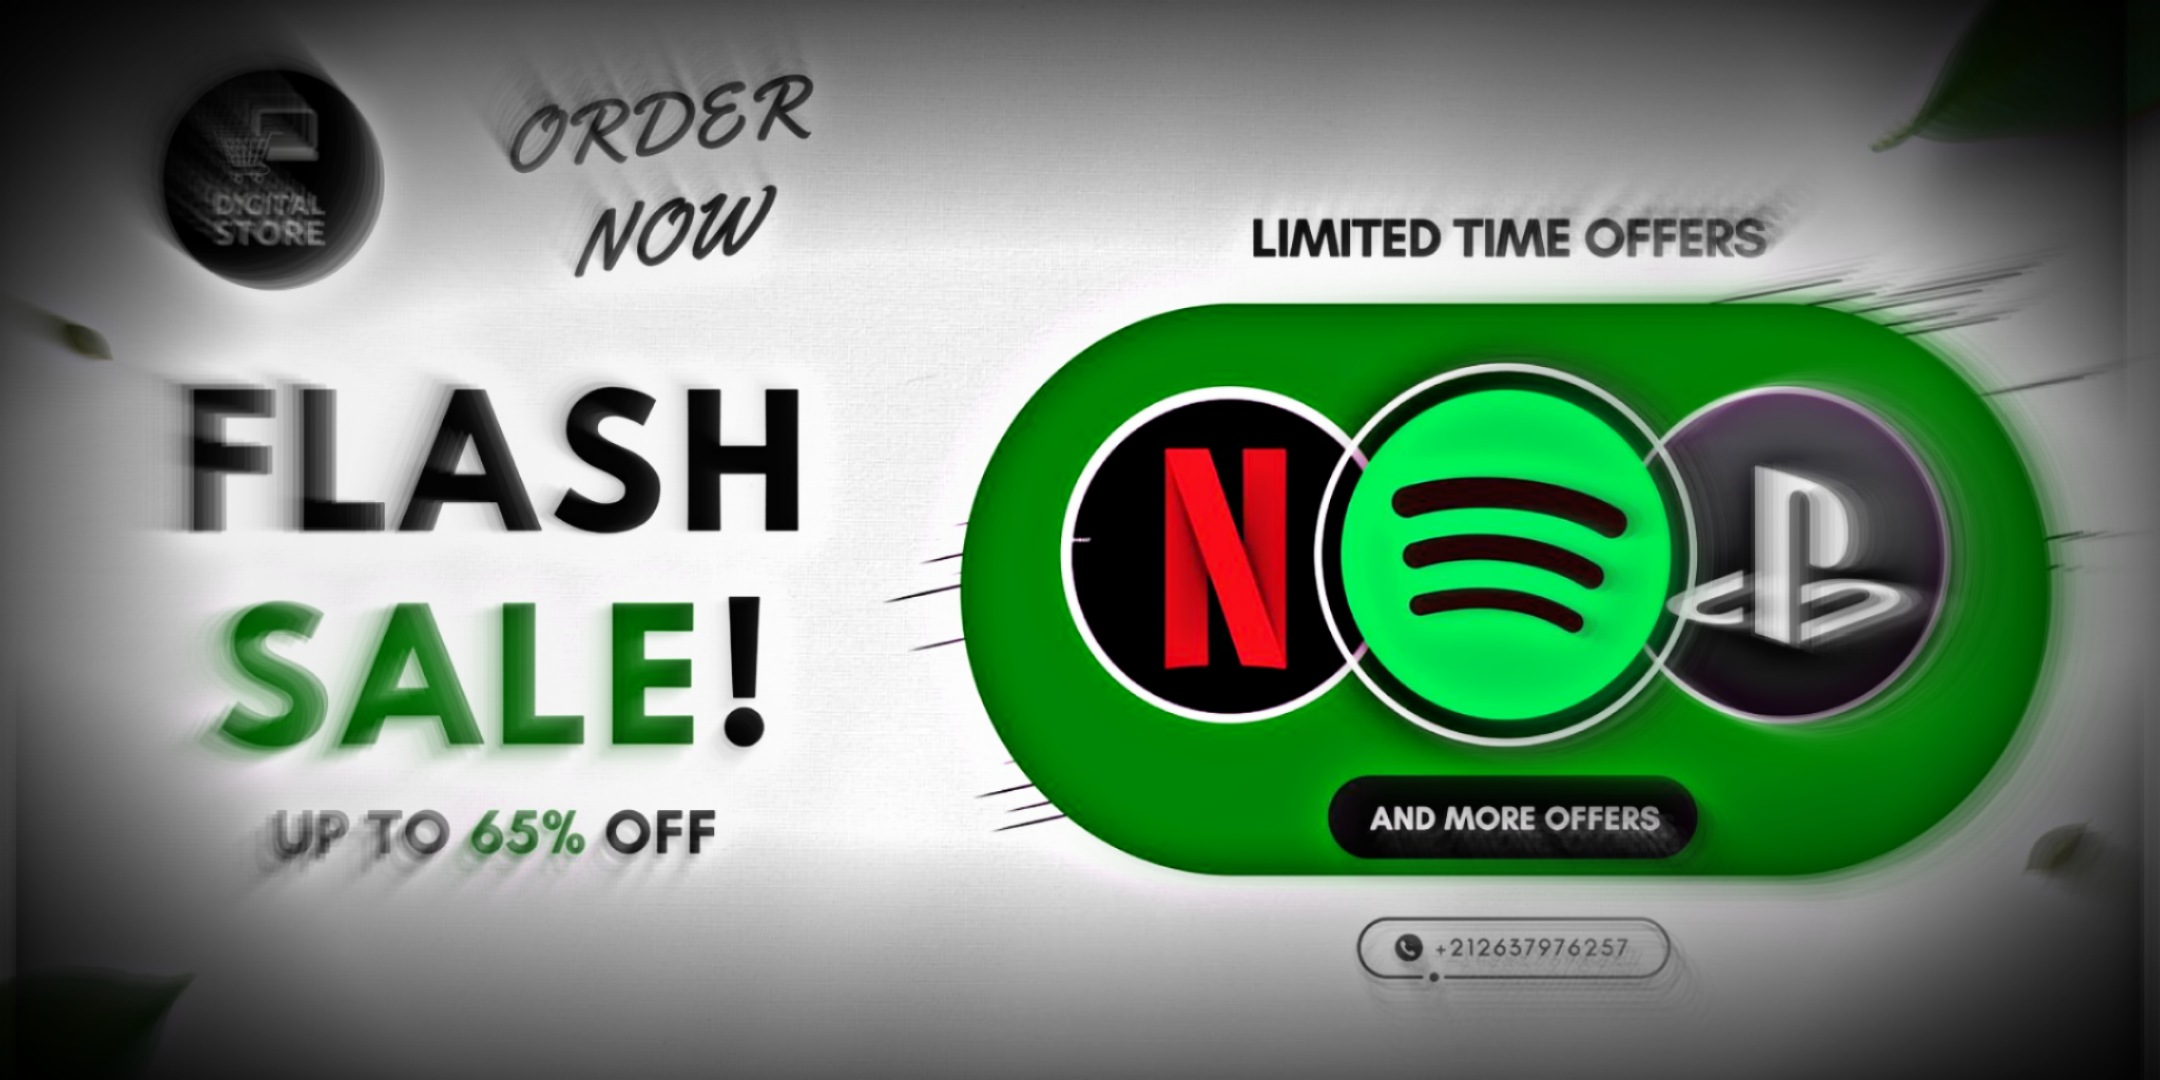 DIGITAL
STORE
ORDER
NOW
FLASH
SALE!
UP TO 65% OFF
LIMITED TIME OFFERS
N
AND MORE OFFERS
+212637976257